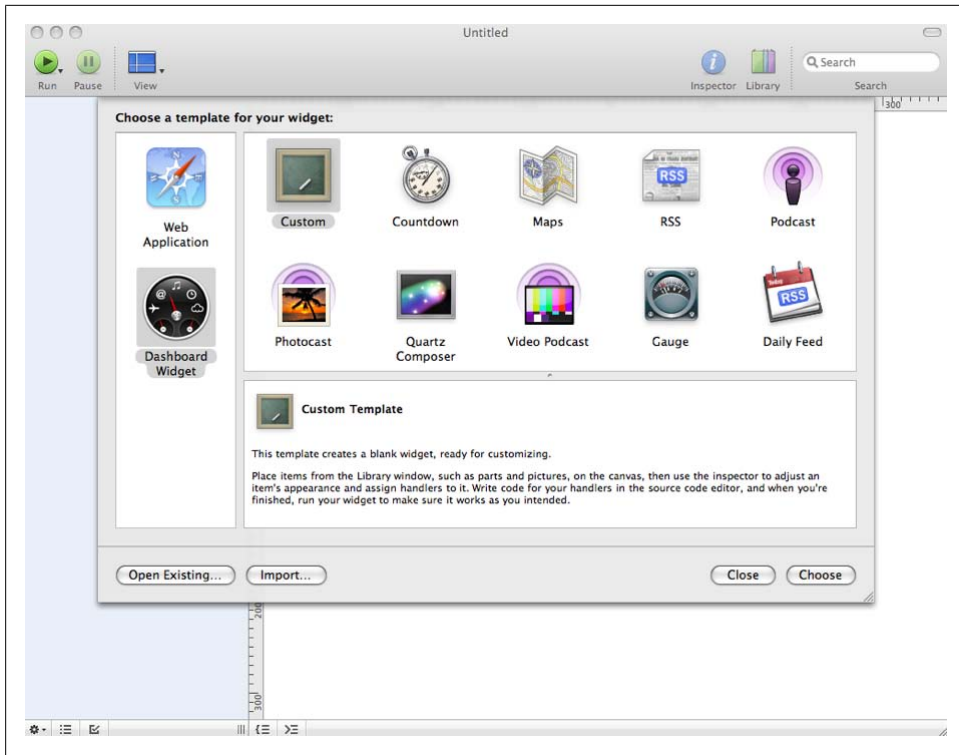 Untitled
Run Pause View Inspector Library Search
Search
300
Choose a template for your widget:
Web
Application
Dashboard
Widget
Custom Countdown Maps RSS Podcast
RSS
Photocast Quartz
Composer Video Podcast Gauge Daily Feed
Today
RSS
Custom Template
This template creates a blank widget, ready for customizing.
Place items from the Library window, such as parts and pictures, on the canvas, then use the inspector to adjust an
item's appearance and assign handlers to it. Write code for your handlers in the source code editor, and when you're
finished, run your widget to make sure it works as you intended.
Open Existing... Import... Close Choose
200
300